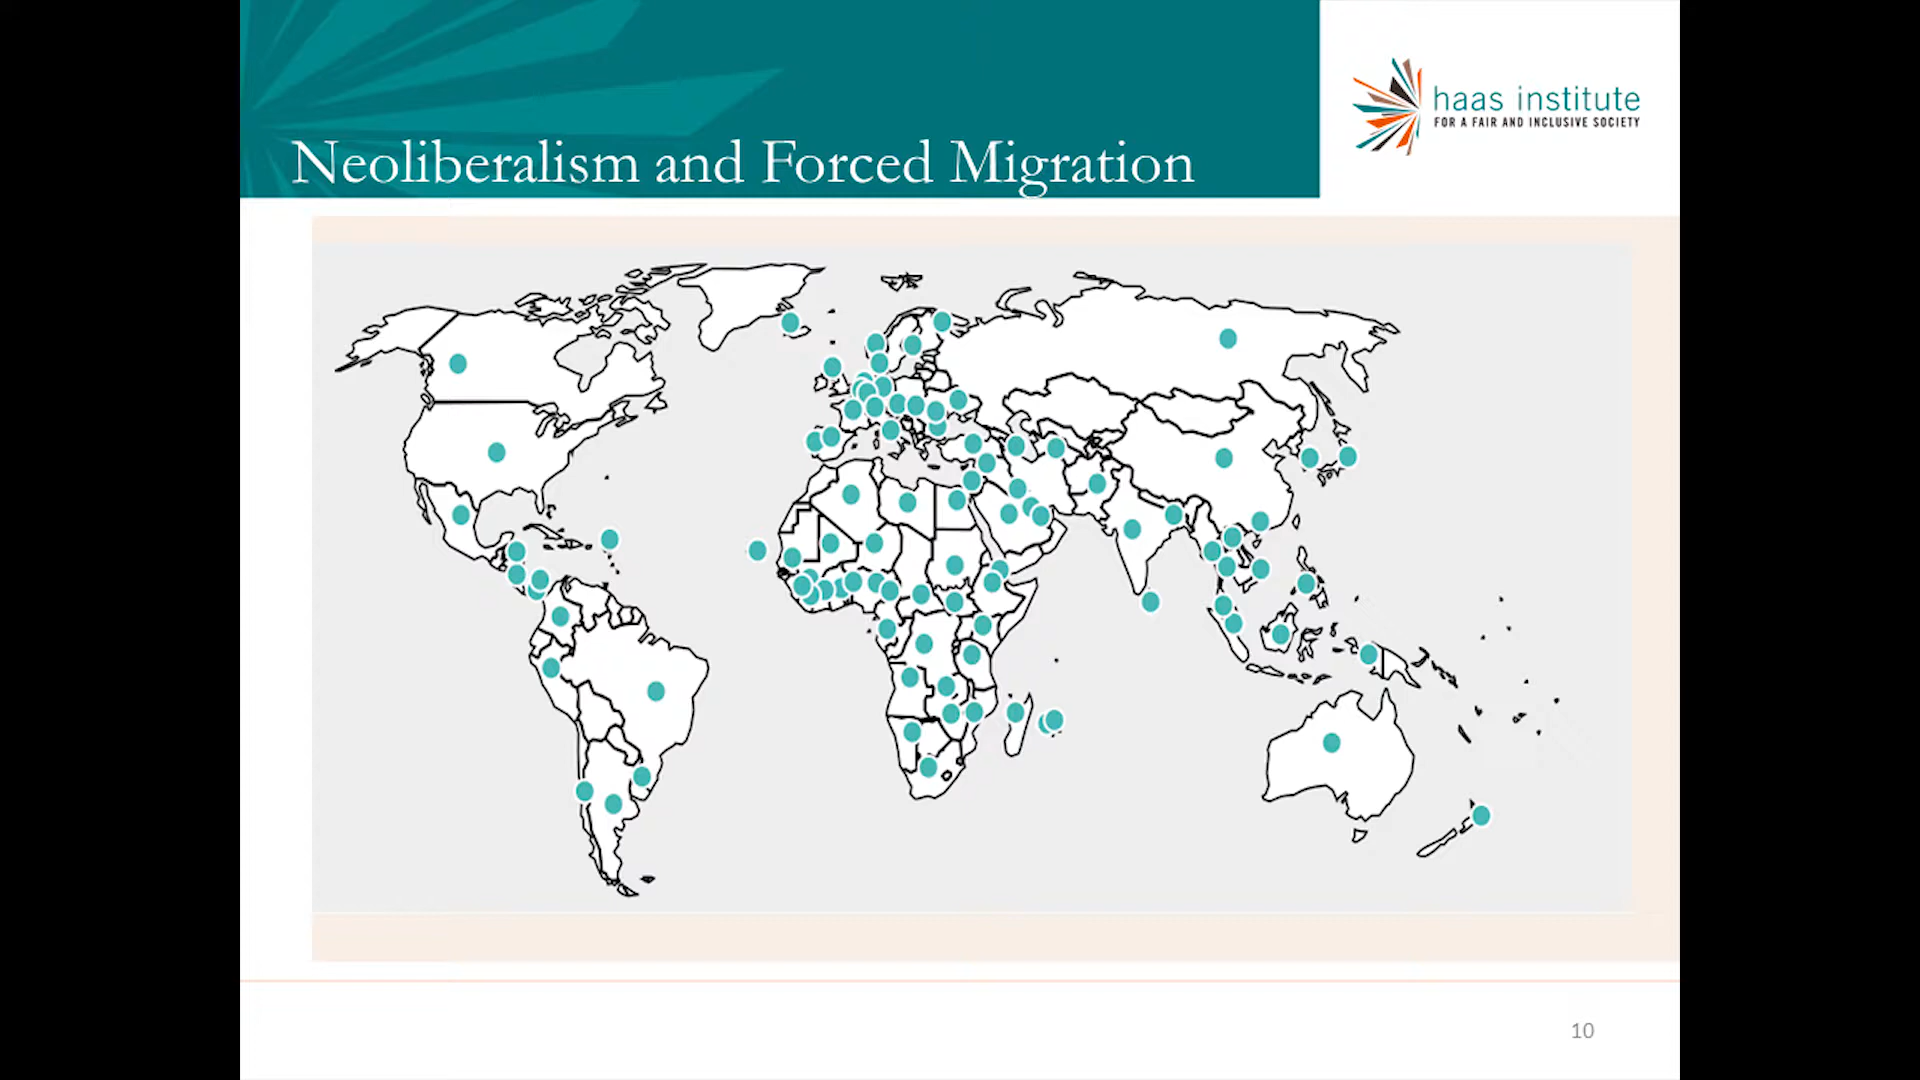 Neoliberalism and Forced Migration
haas institute
FOR A FAIR AND INCLUSIVE SOCIETY
10